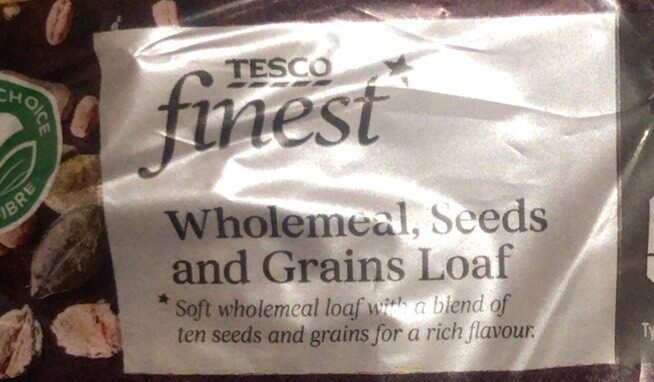 CHOICE
TESCO
finest*
Wholemeal, Seeds
and Grains Loaf
* Soft wholemeal loaf with a blend of
ten seeds and grains for a rich flavour.